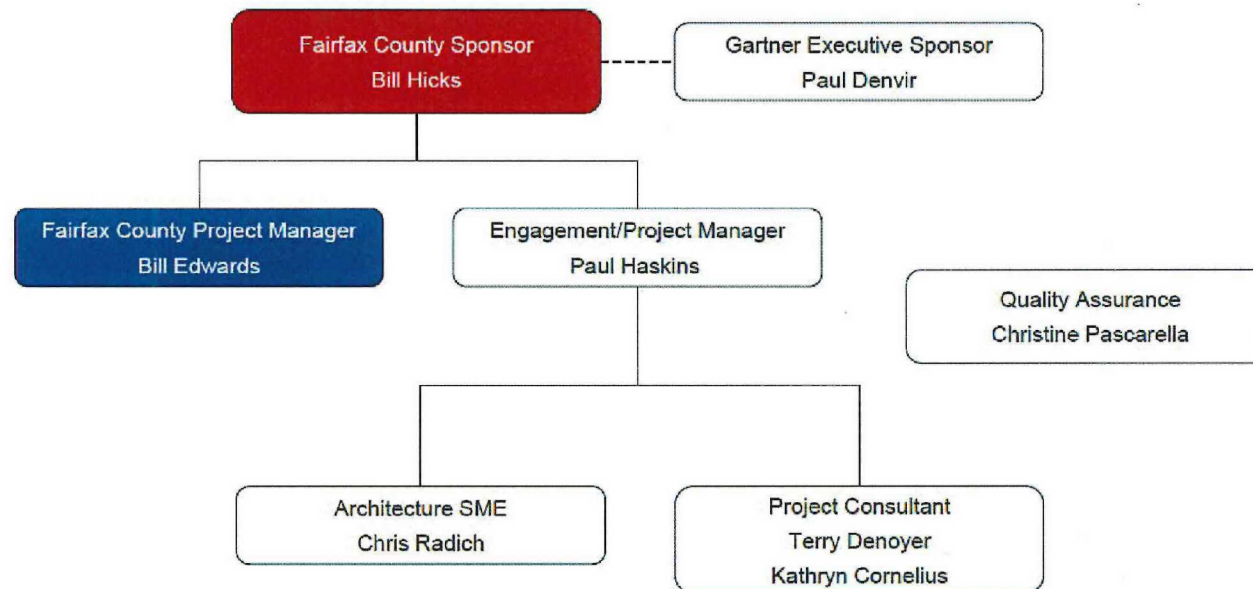 Fairfax County Sponsor
Bill Hicks
Gartner Executive Sponsor
Paul Denvir
Fairfax County Project Manager
Bill Edwards
Engagement/Project Manager
Paul Haskins
Quality Assurance
Christine Pascarella
Architecture SME
Chris Radich
Project Consultant
Terry Denoyer
Kathryn Cornelius